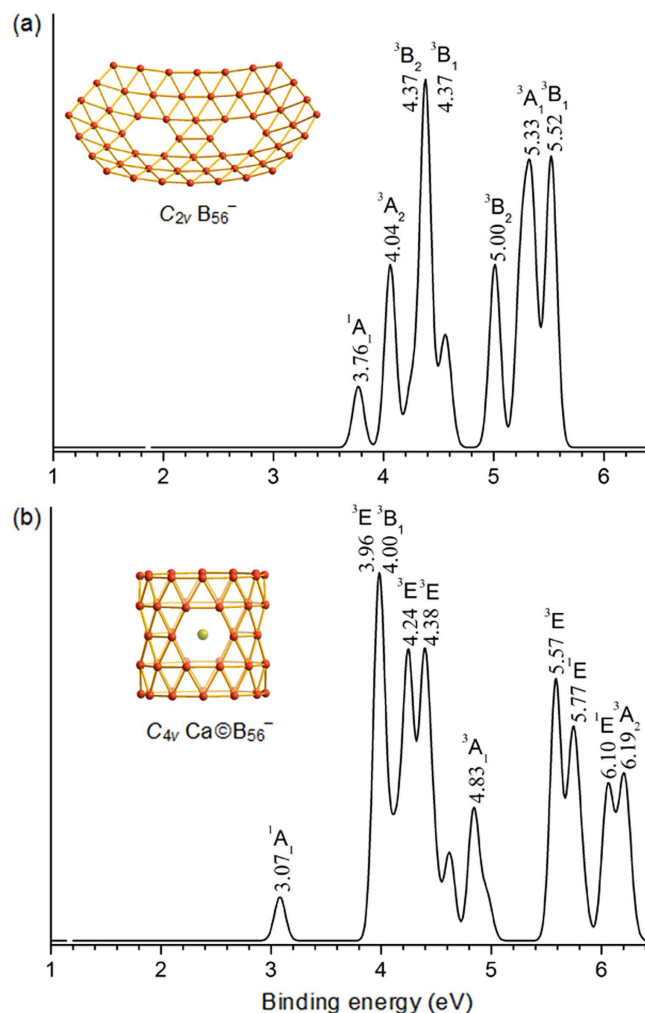 (a)
³B₂ ³B₁
4.37 4.37
³A₁ ³B₁
5.33 5.52
³A₂
4.04
³B₂
5.00
C₂ᵥ B₅₆⁻
¹A₁
3.76
1 2 3 4 5 6
(b)
³E ³B₁
3.96 4.00
³E ³E
4.24 4.38
³E
5.57
¹E
5.77
¹E ³A₂
6.10 6.19
C₄ᵥ Ca©B₅₆⁻
³A₁
4.83
¹A₁
3.07
1 2 3 4 5 6
Binding energy (eV)